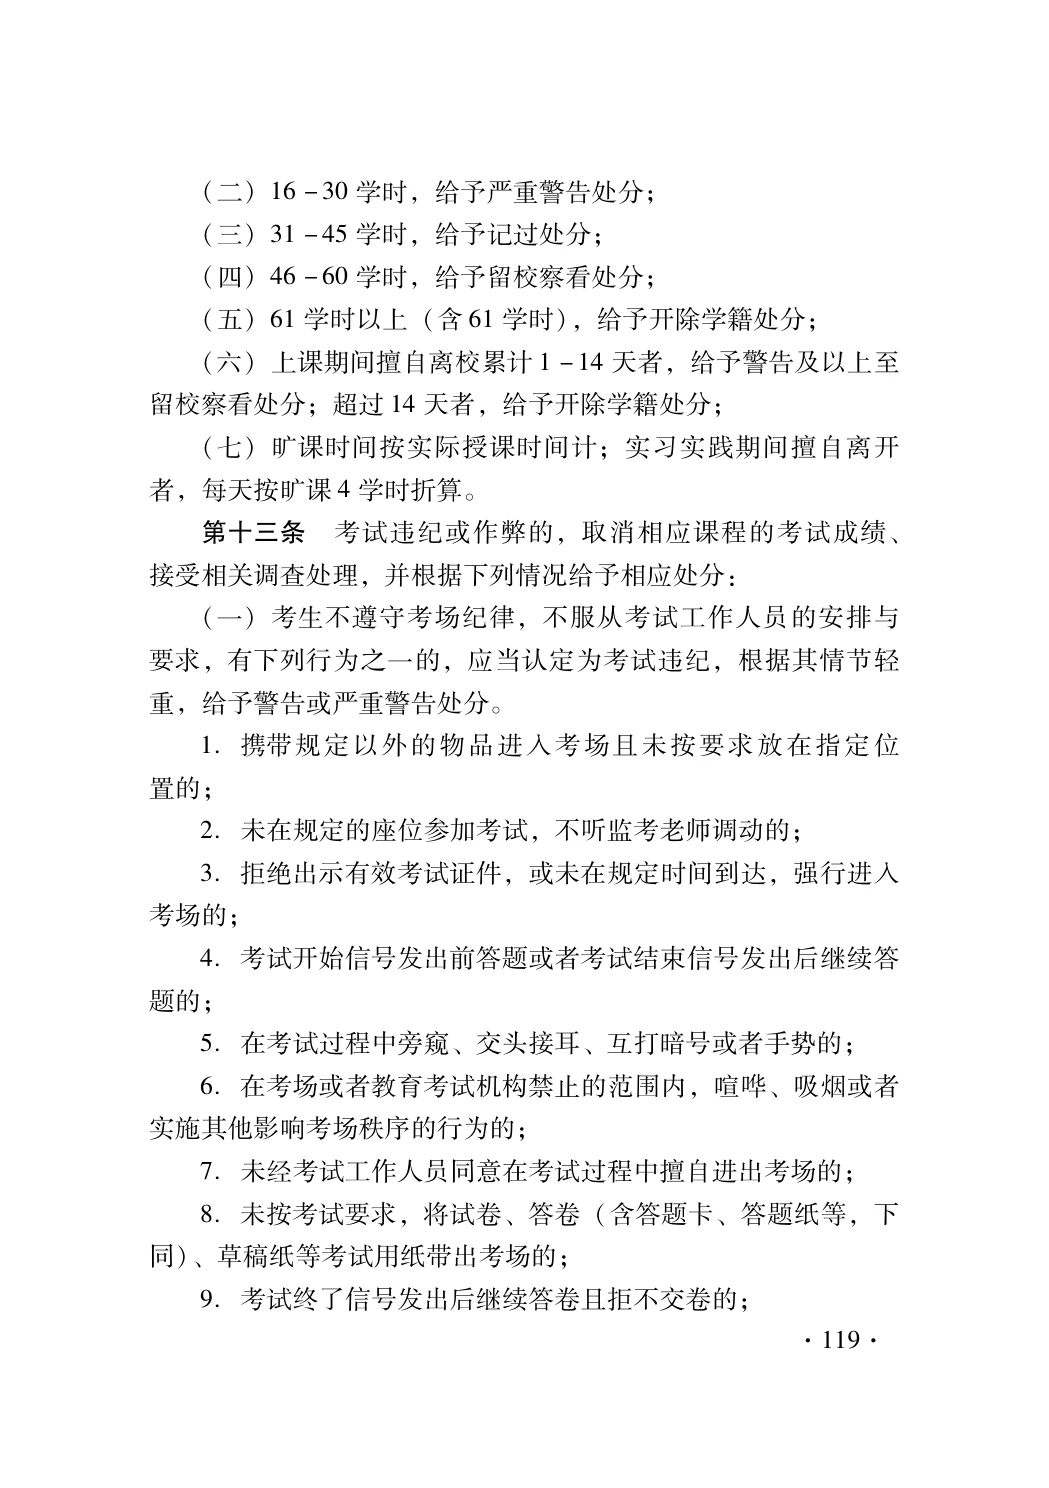 （二）16-30 学时，给予严重警告处分；
（三）31-45 学时，给予记过处分；
（四）46-60 学时，给予留校察看处分；
（五）61 学时以上（含 61 学时），给予开除学籍处分；
（六）上课期间擅自离校累计 1-14 天者，给予警告及以上至
留校察看处分；超过 14 天者，给予开除学籍处分；
（七）旷课时间按实际授课时间计；实习实践期间擅自离开
者，每天按旷课 4 学时折算。
第十三条　考试违纪或作弊的，取消相应课程的考试成绩、
接受相关调查处理，并根据下列情况给予相应处分：
（一）考生不遵守考场纪律，不服从考试工作人员的安排与
要求，有下列行为之一的，应当认定为考试违纪，根据其情节轻
重，给予警告或严重警告处分。
1. 携带规定以外的物品进入考场且未按要求放在指定位
置的；
2. 未在规定的座位参加考试，不听监考老师调动的；
3. 拒绝出示有效考试证件，或未在规定时间到达，强行进入
考场的；
4. 考试开始信号发出前答题或者考试结束信号发出后继续答
题的；
5. 在考试过程中旁窥、交头接耳、互打暗号或者手势的；
6. 在考场或者教育考试机构禁止的范围内，喧哗、吸烟或者
实施其他影响考场秩序的行为的；
7. 未经考试工作人员同意在考试过程中擅自进出考场的；
8. 未按考试要求，将试卷、答卷（含答题卡、答题纸等，下
同）、草稿纸等考试用纸带出考场的；
9. 考试终了信号发出后继续答卷且拒不交卷的；
· 119 ·